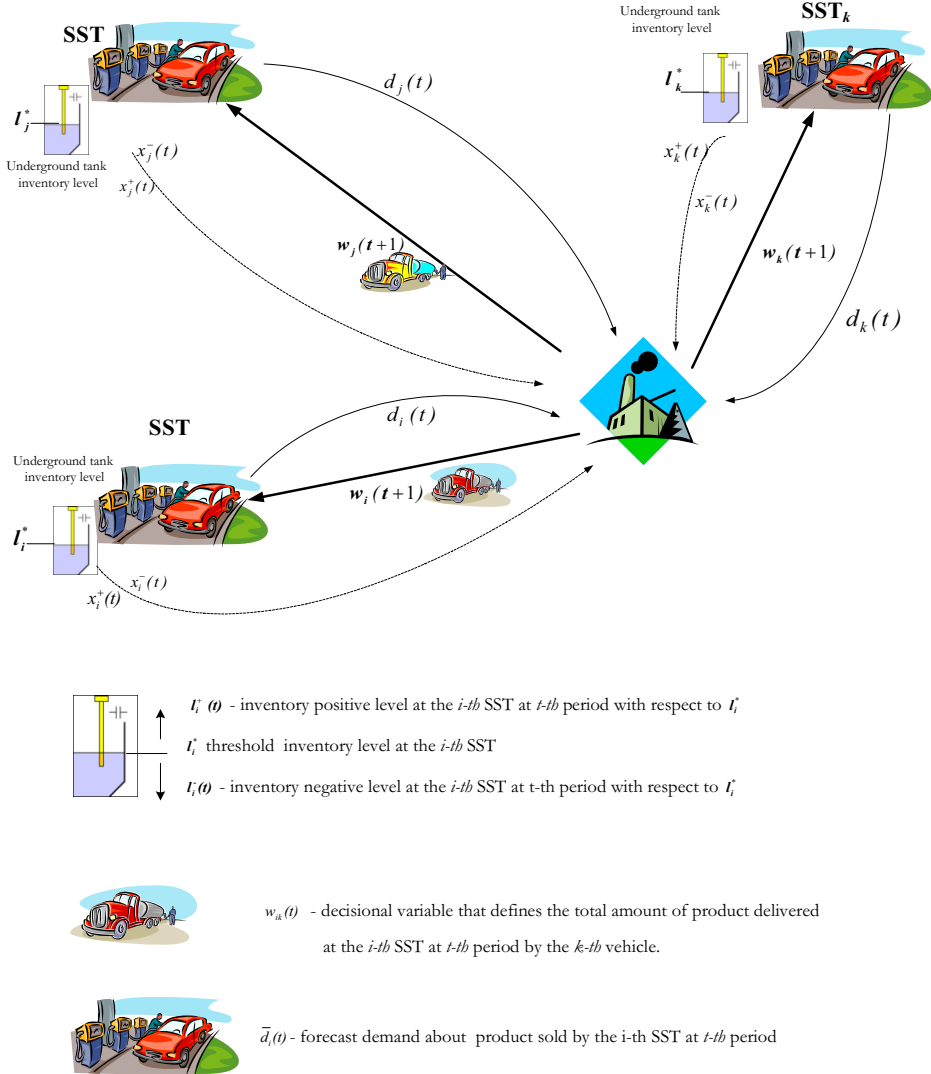 Underground tank
inventory level
SST_k
SST
l_k^*
d_j(t)
l_j^*
Underground tank
inventory level
x_j^-(t)
x_j^+(t)
x_k^+(t)
x_k^-(t)
w_j(t+1)
w_k(t+1)
d_k(t)
SST
d_i(t)
Underground tank
inventory level
w_i(t+1)
l_i^*
x_i^-(t)
x_i^+(t)
l_i^+(t) - inventory positive level at the i-th SST at t-th period with respect to l_i^*
l_i^* threshold inventory level at the i-th SST
l_i^-(t) - inventory negative level at the i-th SST at t-th period with respect to l_i^*
w_{ik}(t) - decisional variable that defines the total amount of product delivered
at the i-th SST at t-th period by the k-th vehicle.
d̅_i(t) - forecast demand about product sold by the i-th SST at t-th period